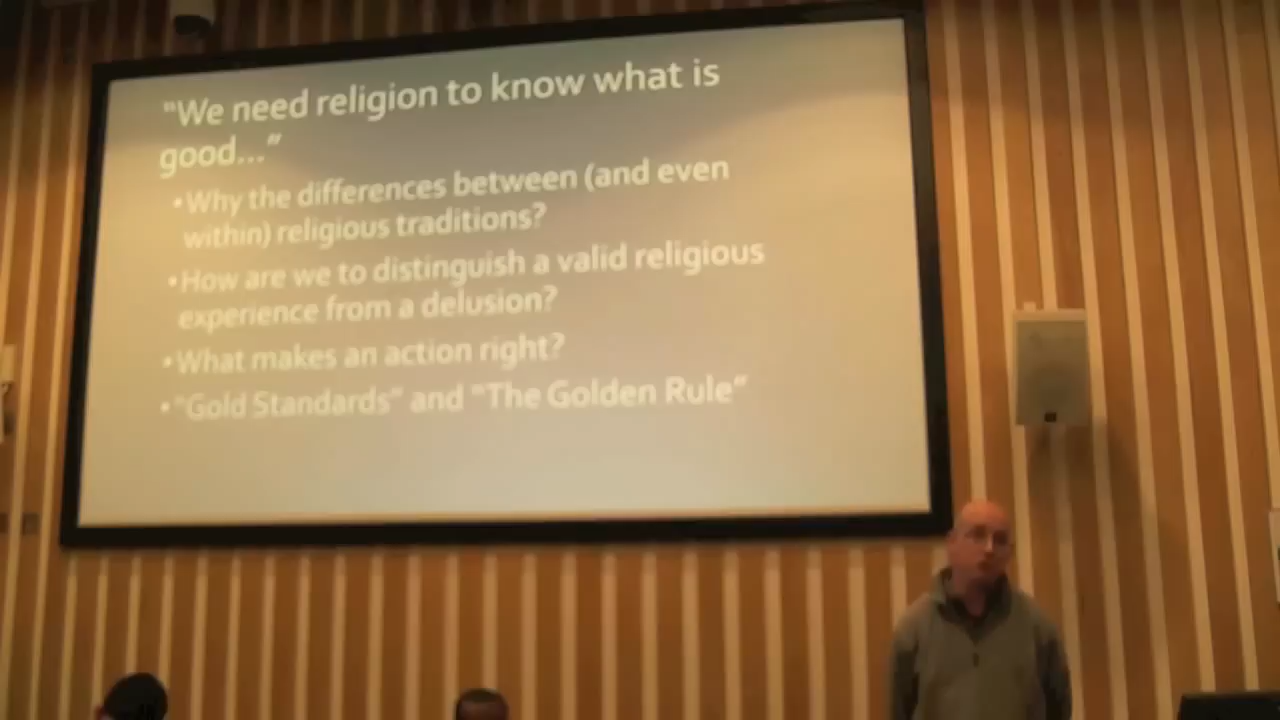 “We need religion to know what is
good...”
•Why the differences between (and even
within) religious traditions?
•How are we to distinguish a valid religious
experience from a delusion?
•What makes an action right?
•“Gold Standards” and “The Golden Rule”